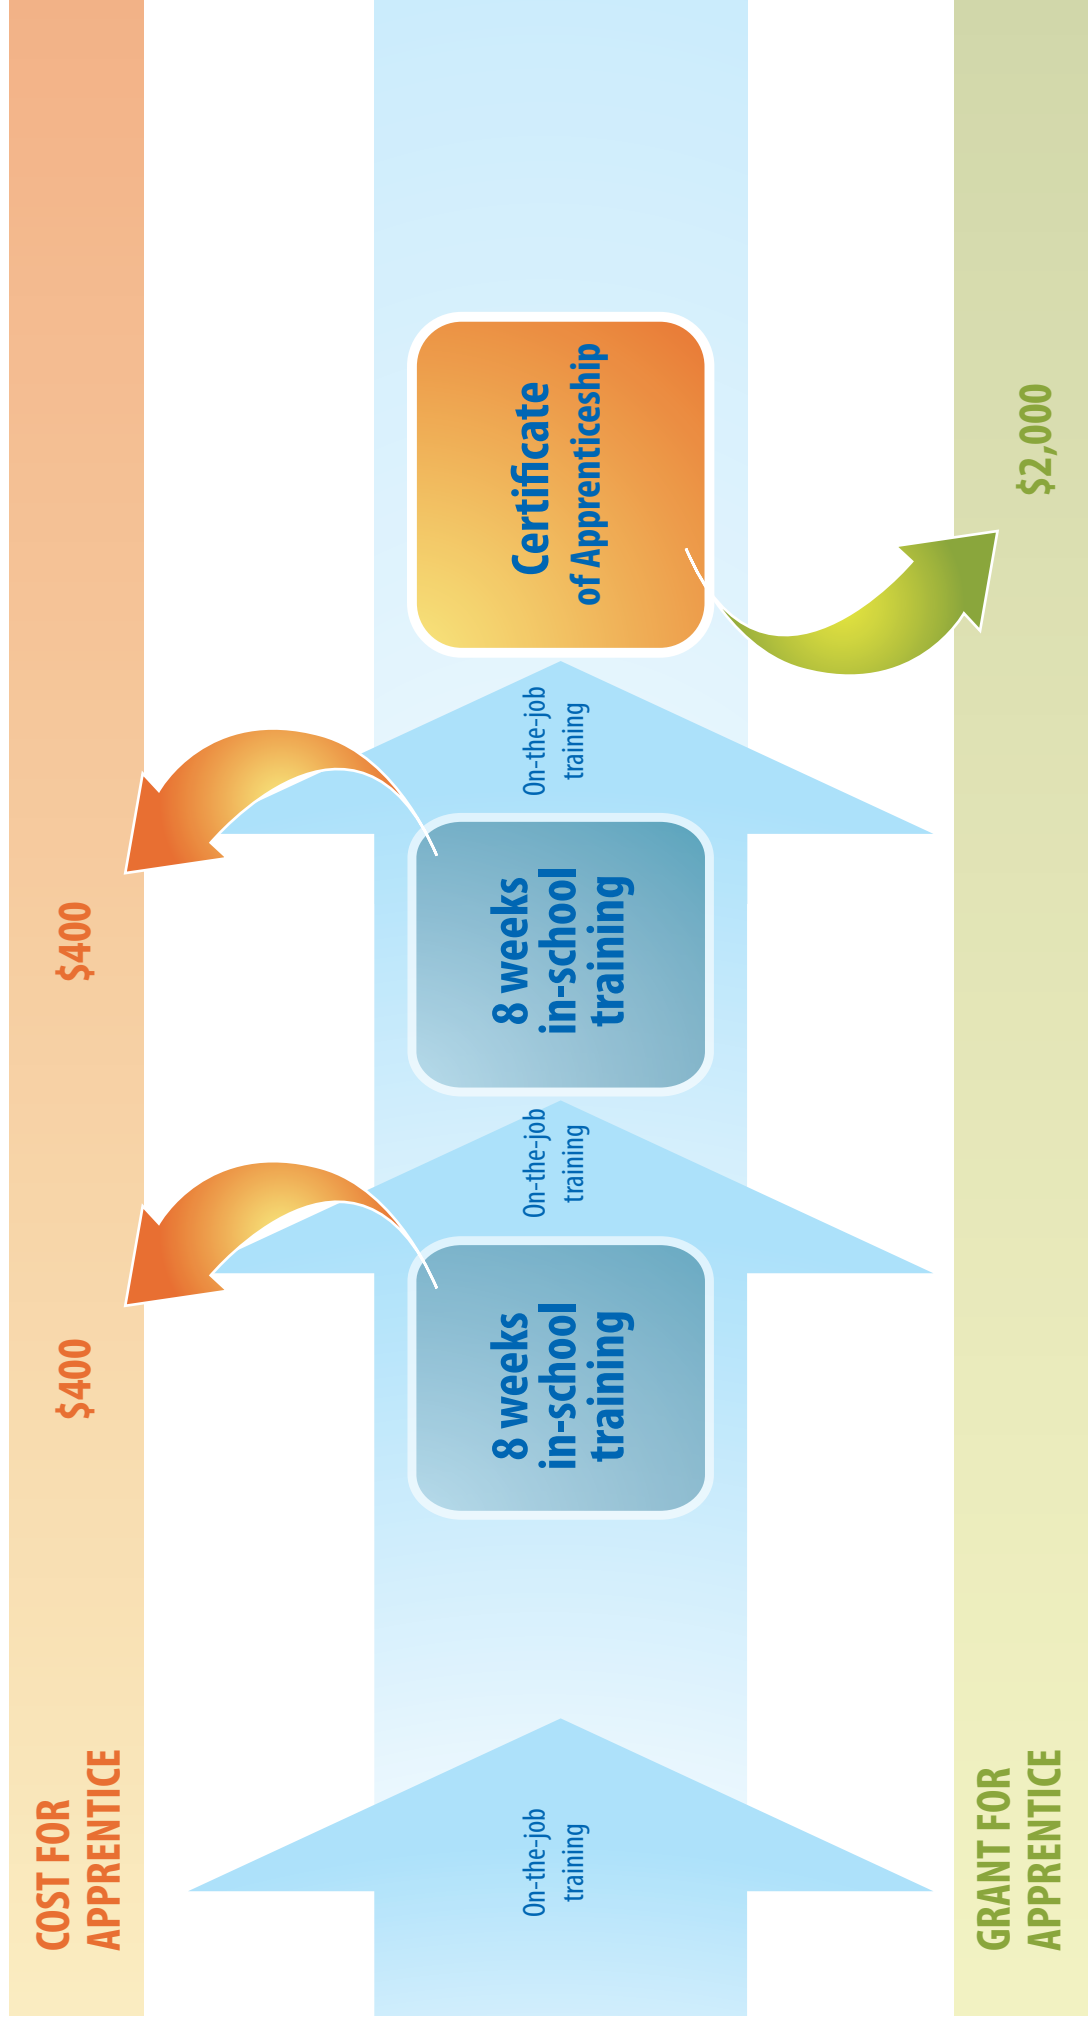 COST FOR
APPRENTICE
$400
$400
On-the-job
training
8 weeks
in-school
training
On-the-job
training
8 weeks
in-school
training
On-the-job
training
Certificate
of Apprenticeship
GRANT FOR
APPRENTICE
$2,000